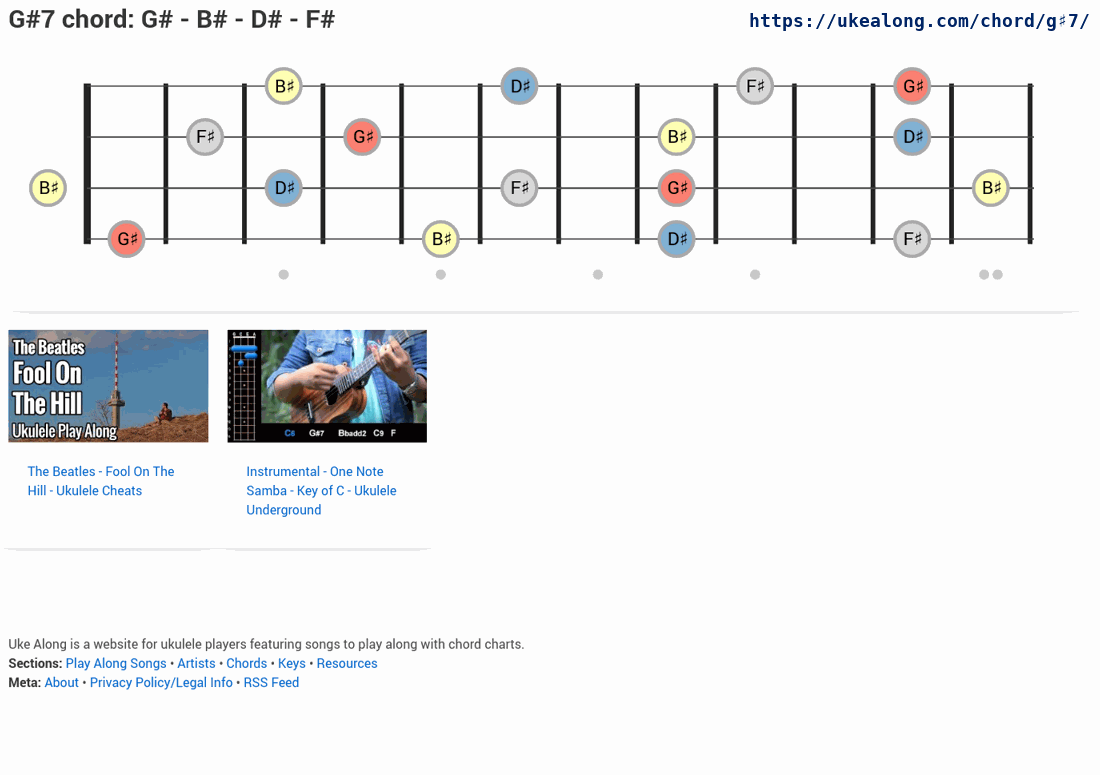 G#7 chord: G# - B# - D# - F#
https://ukealong.com/chord/g♯7/
B♯ D♯ F♯ G♯
F♯ G♯ B♯ D♯
B♯ D♯ F♯ G♯ B♯
G♯ B♯ D♯ F♯
The Beatles
Fool On
The Hill
Ukulele Play Along
C6 G#7 Bbadd2 C9 F
The Beatles - Fool On The
Hill - Ukulele Cheats
Instrumental - One Note
Samba - Key of C - Ukulele
Underground
Uke Along is a website for ukulele players featuring songs to play along with chord charts.
Sections: Play Along Songs • Artists • Chords • Keys • Resources
Meta: About • Privacy Policy/Legal Info • RSS Feed